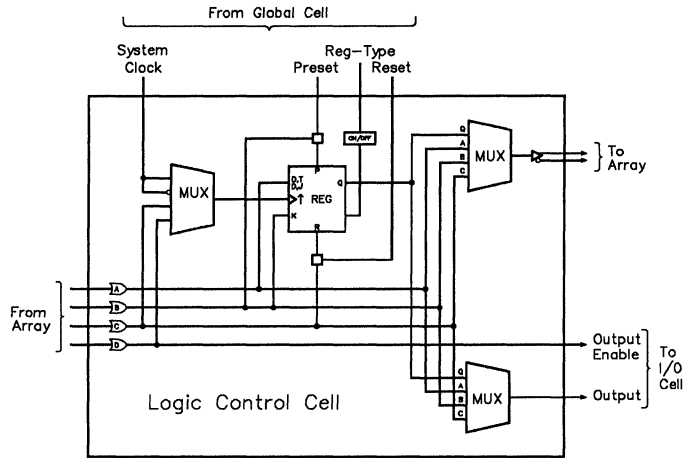 From Global Cell
System Clock
Preset
Reg-Type
Reset
ON/OFF
Q
A
B
C
MUX
To Array
MUX
P
D,T
D,J
K
R
Q
REG
From Array
A
B
C
D
Output Enable
Output
To I/O Cell
Q
A
B
C
MUX
Logic Control Cell